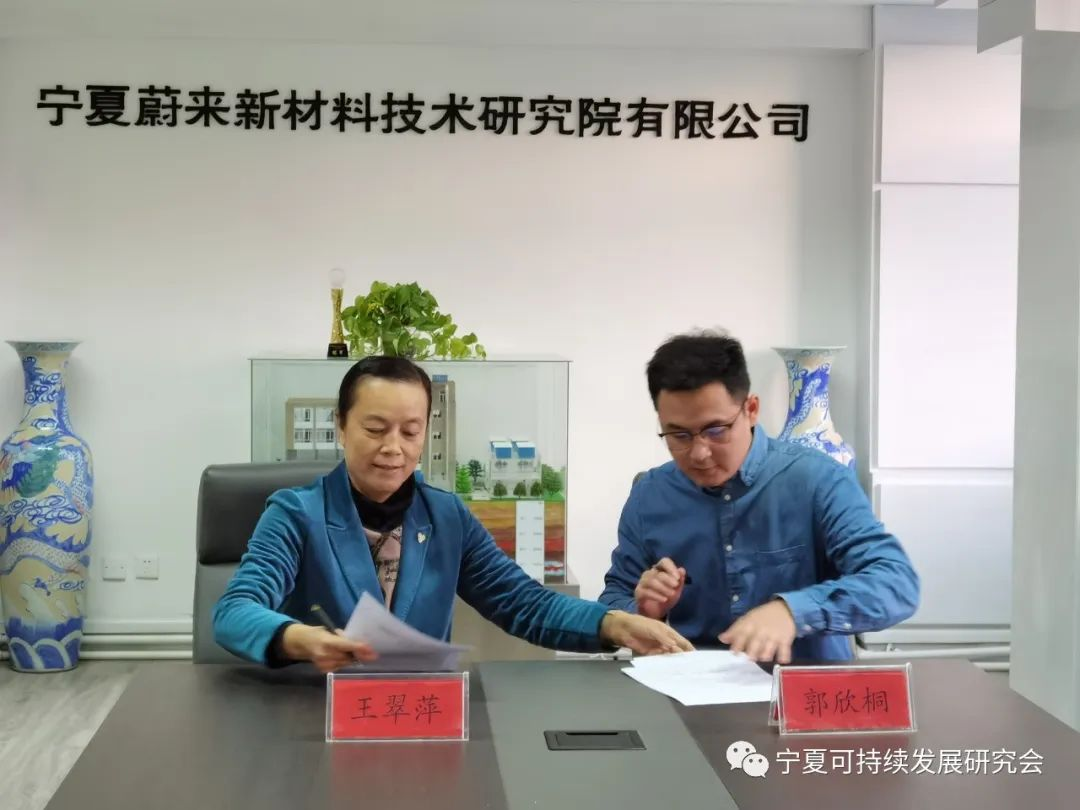 宁夏蔚来新材料技术研究院有限公司
王翠萍
郭欣桐
宁夏可持续发展研究会